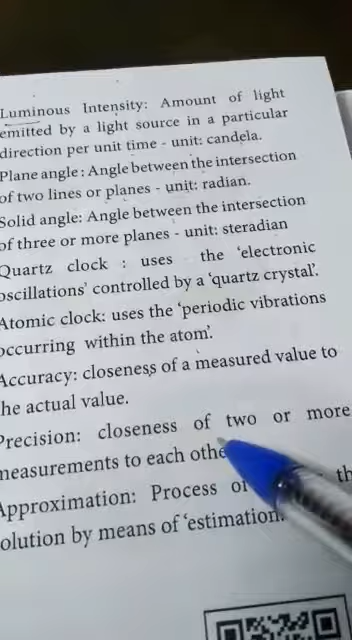 Luminous Intensity: Amount of light
emitted by a light source in a particular
direction per unit time - unit: candela.
Plane angle : Angle between the intersection
of two lines or planes - unit: radian.
Solid angle: Angle between the intersection
of three or more planes - unit: steradian
Quartz clock : uses the 'electronic
oscillations' controlled by a 'quartz crystal'.
Atomic clock: uses the 'periodic vibrations
occurring within the atom'.
Accuracy: closeness of a measured value to
he actual value.
Precision: closeness of two or more
measurements to each othe
Approximation: Process of th
olution by means of 'estimation.